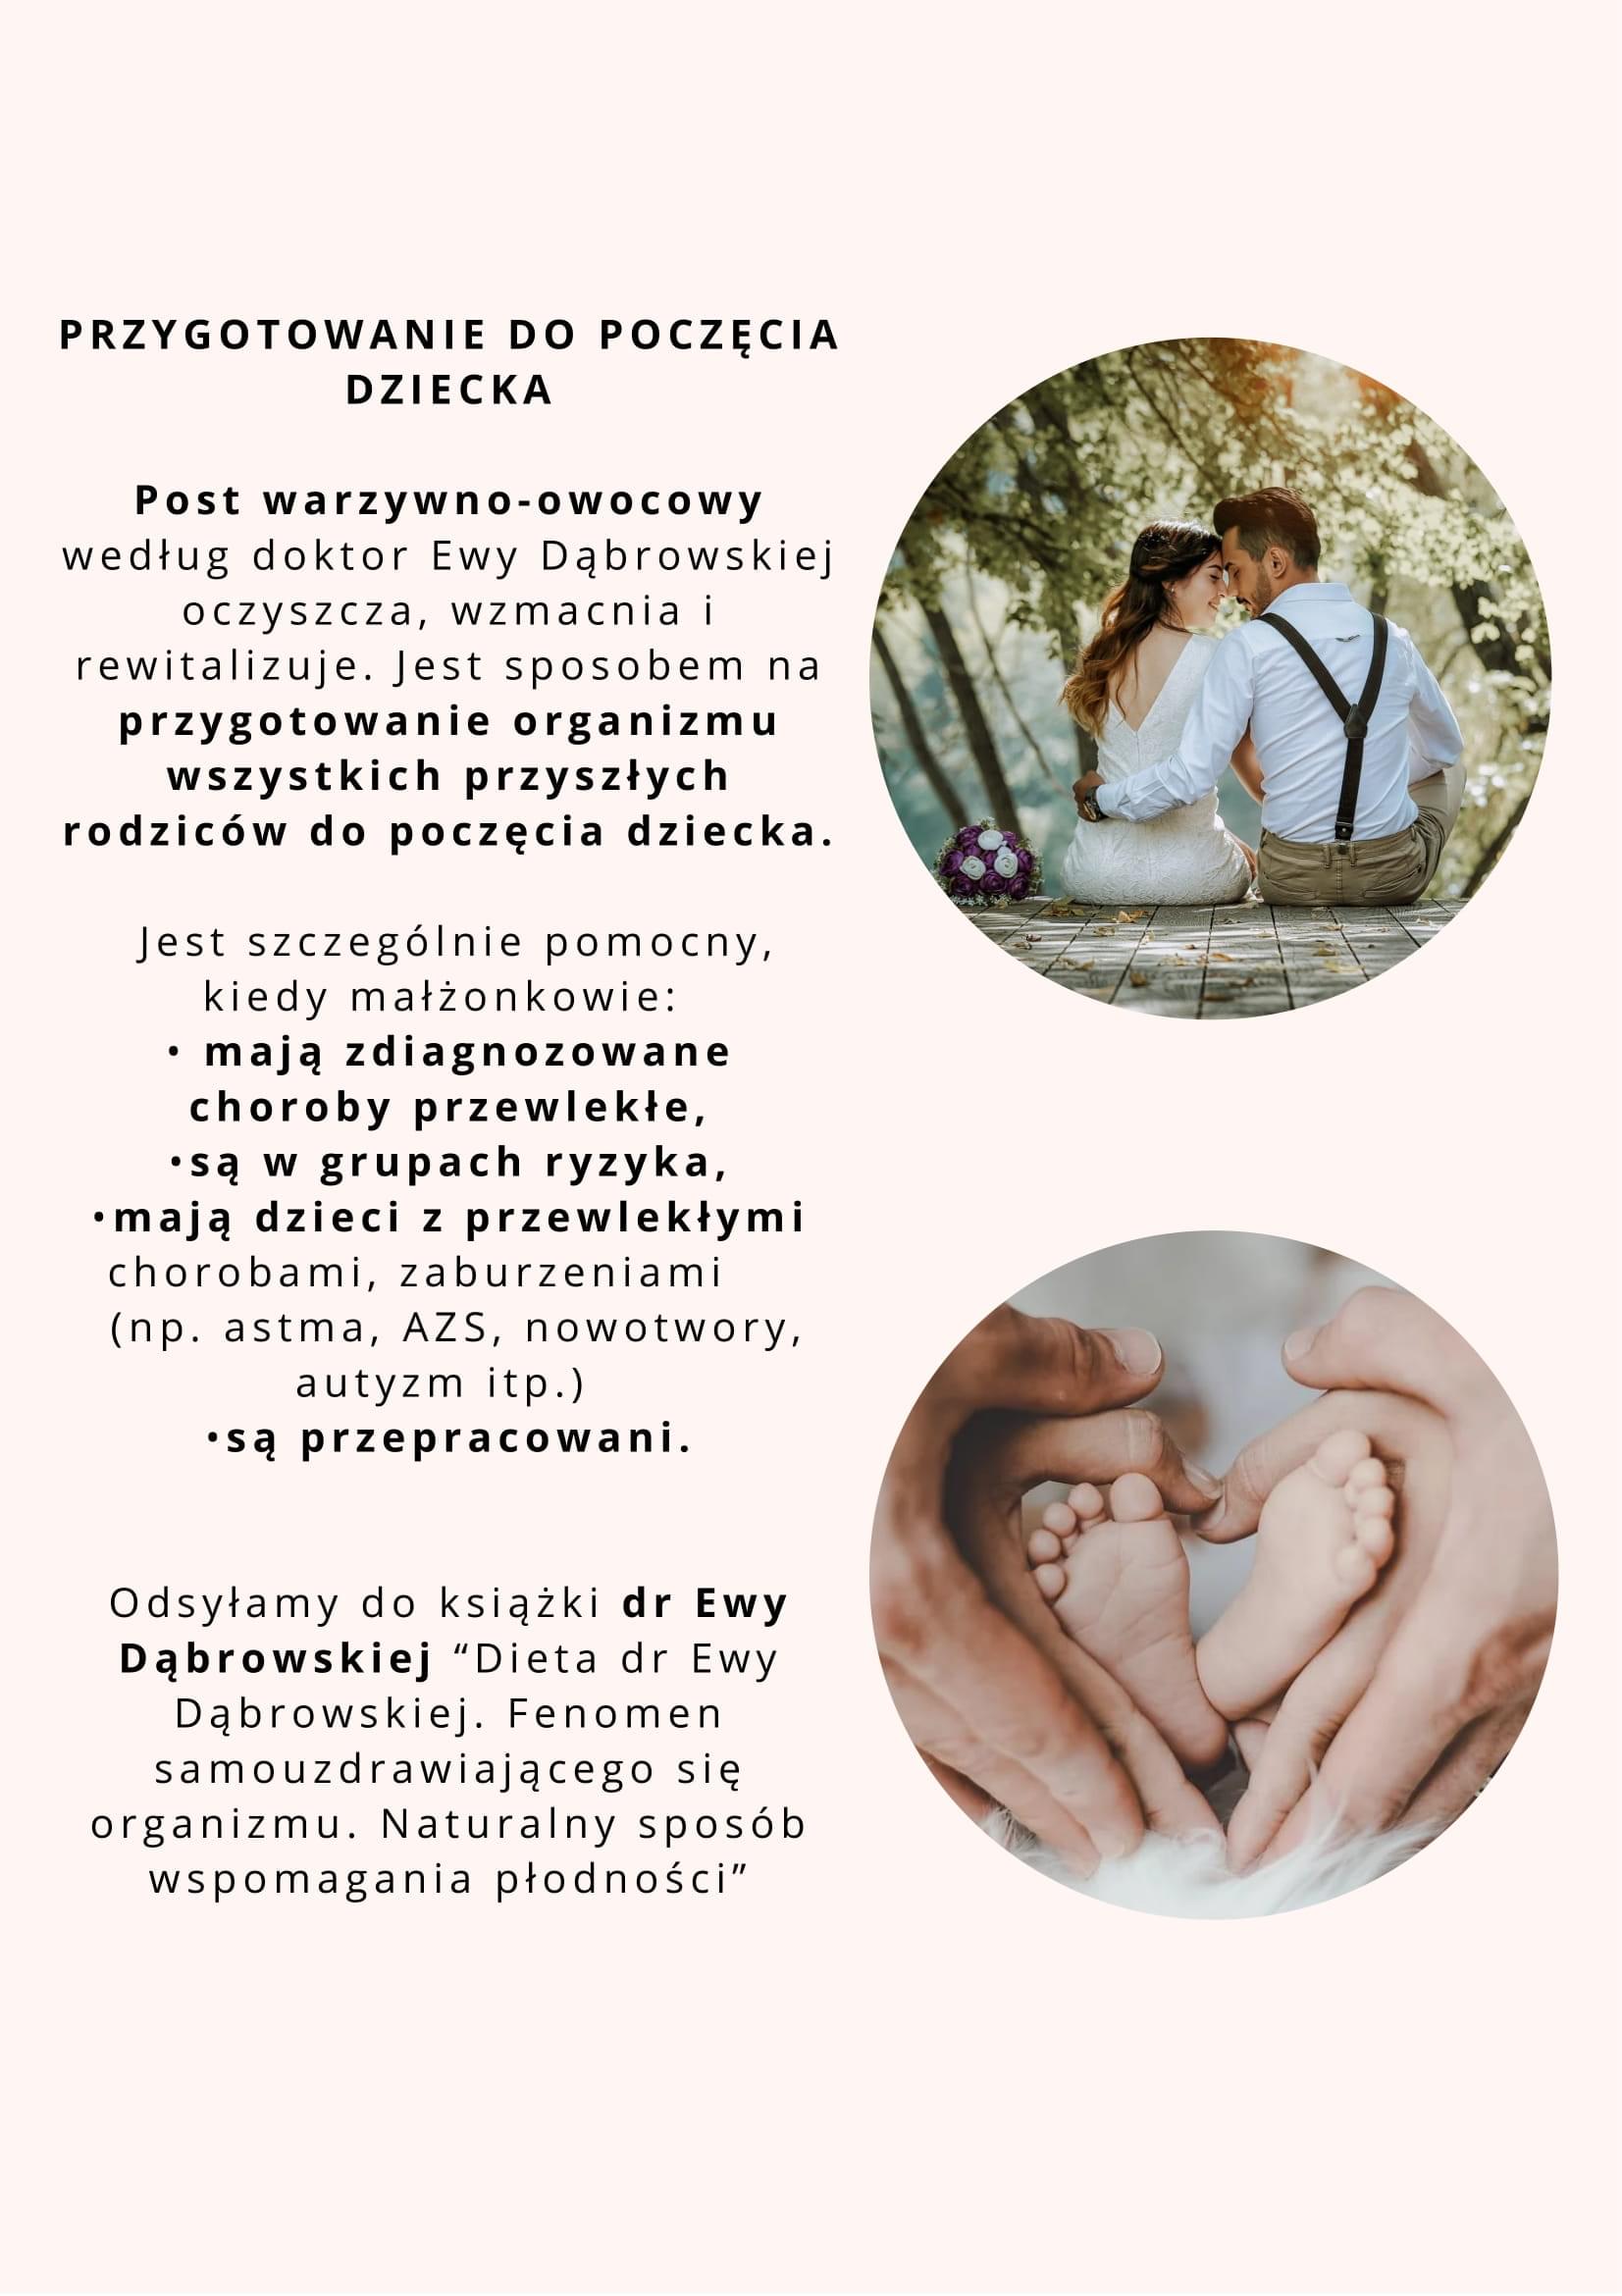 PRZYGOTOWANIE DO POCZĘCIA
DZIECKA
Post warzywno-owocowy
według doktor Ewy Dąbrowskiej
oczyszcza, wzmacnia i
rewitalizuje. Jest sposobem na
przygotowanie organizmu
wszystkich przyszłych
rodziców do poczęcia dziecka.
Jest szczególnie pomocny,
kiedy małżonkowie:
• mają zdiagnozowane
choroby przewlekłe,
•są w grupach ryzyka,
•mają dzieci z przewlekłymi
chorobami, zaburzeniami
(np. astma, AZS, nowotwory,
autyzm itp.)
•są przepracowani.
Odsyłamy do książki dr Ewy
Dąbrowskiej “Dieta dr Ewy
Dąbrowskiej. Fenomen
samouzdrawiającego się
organizmu. Naturalny sposób
wspomagania płodności”